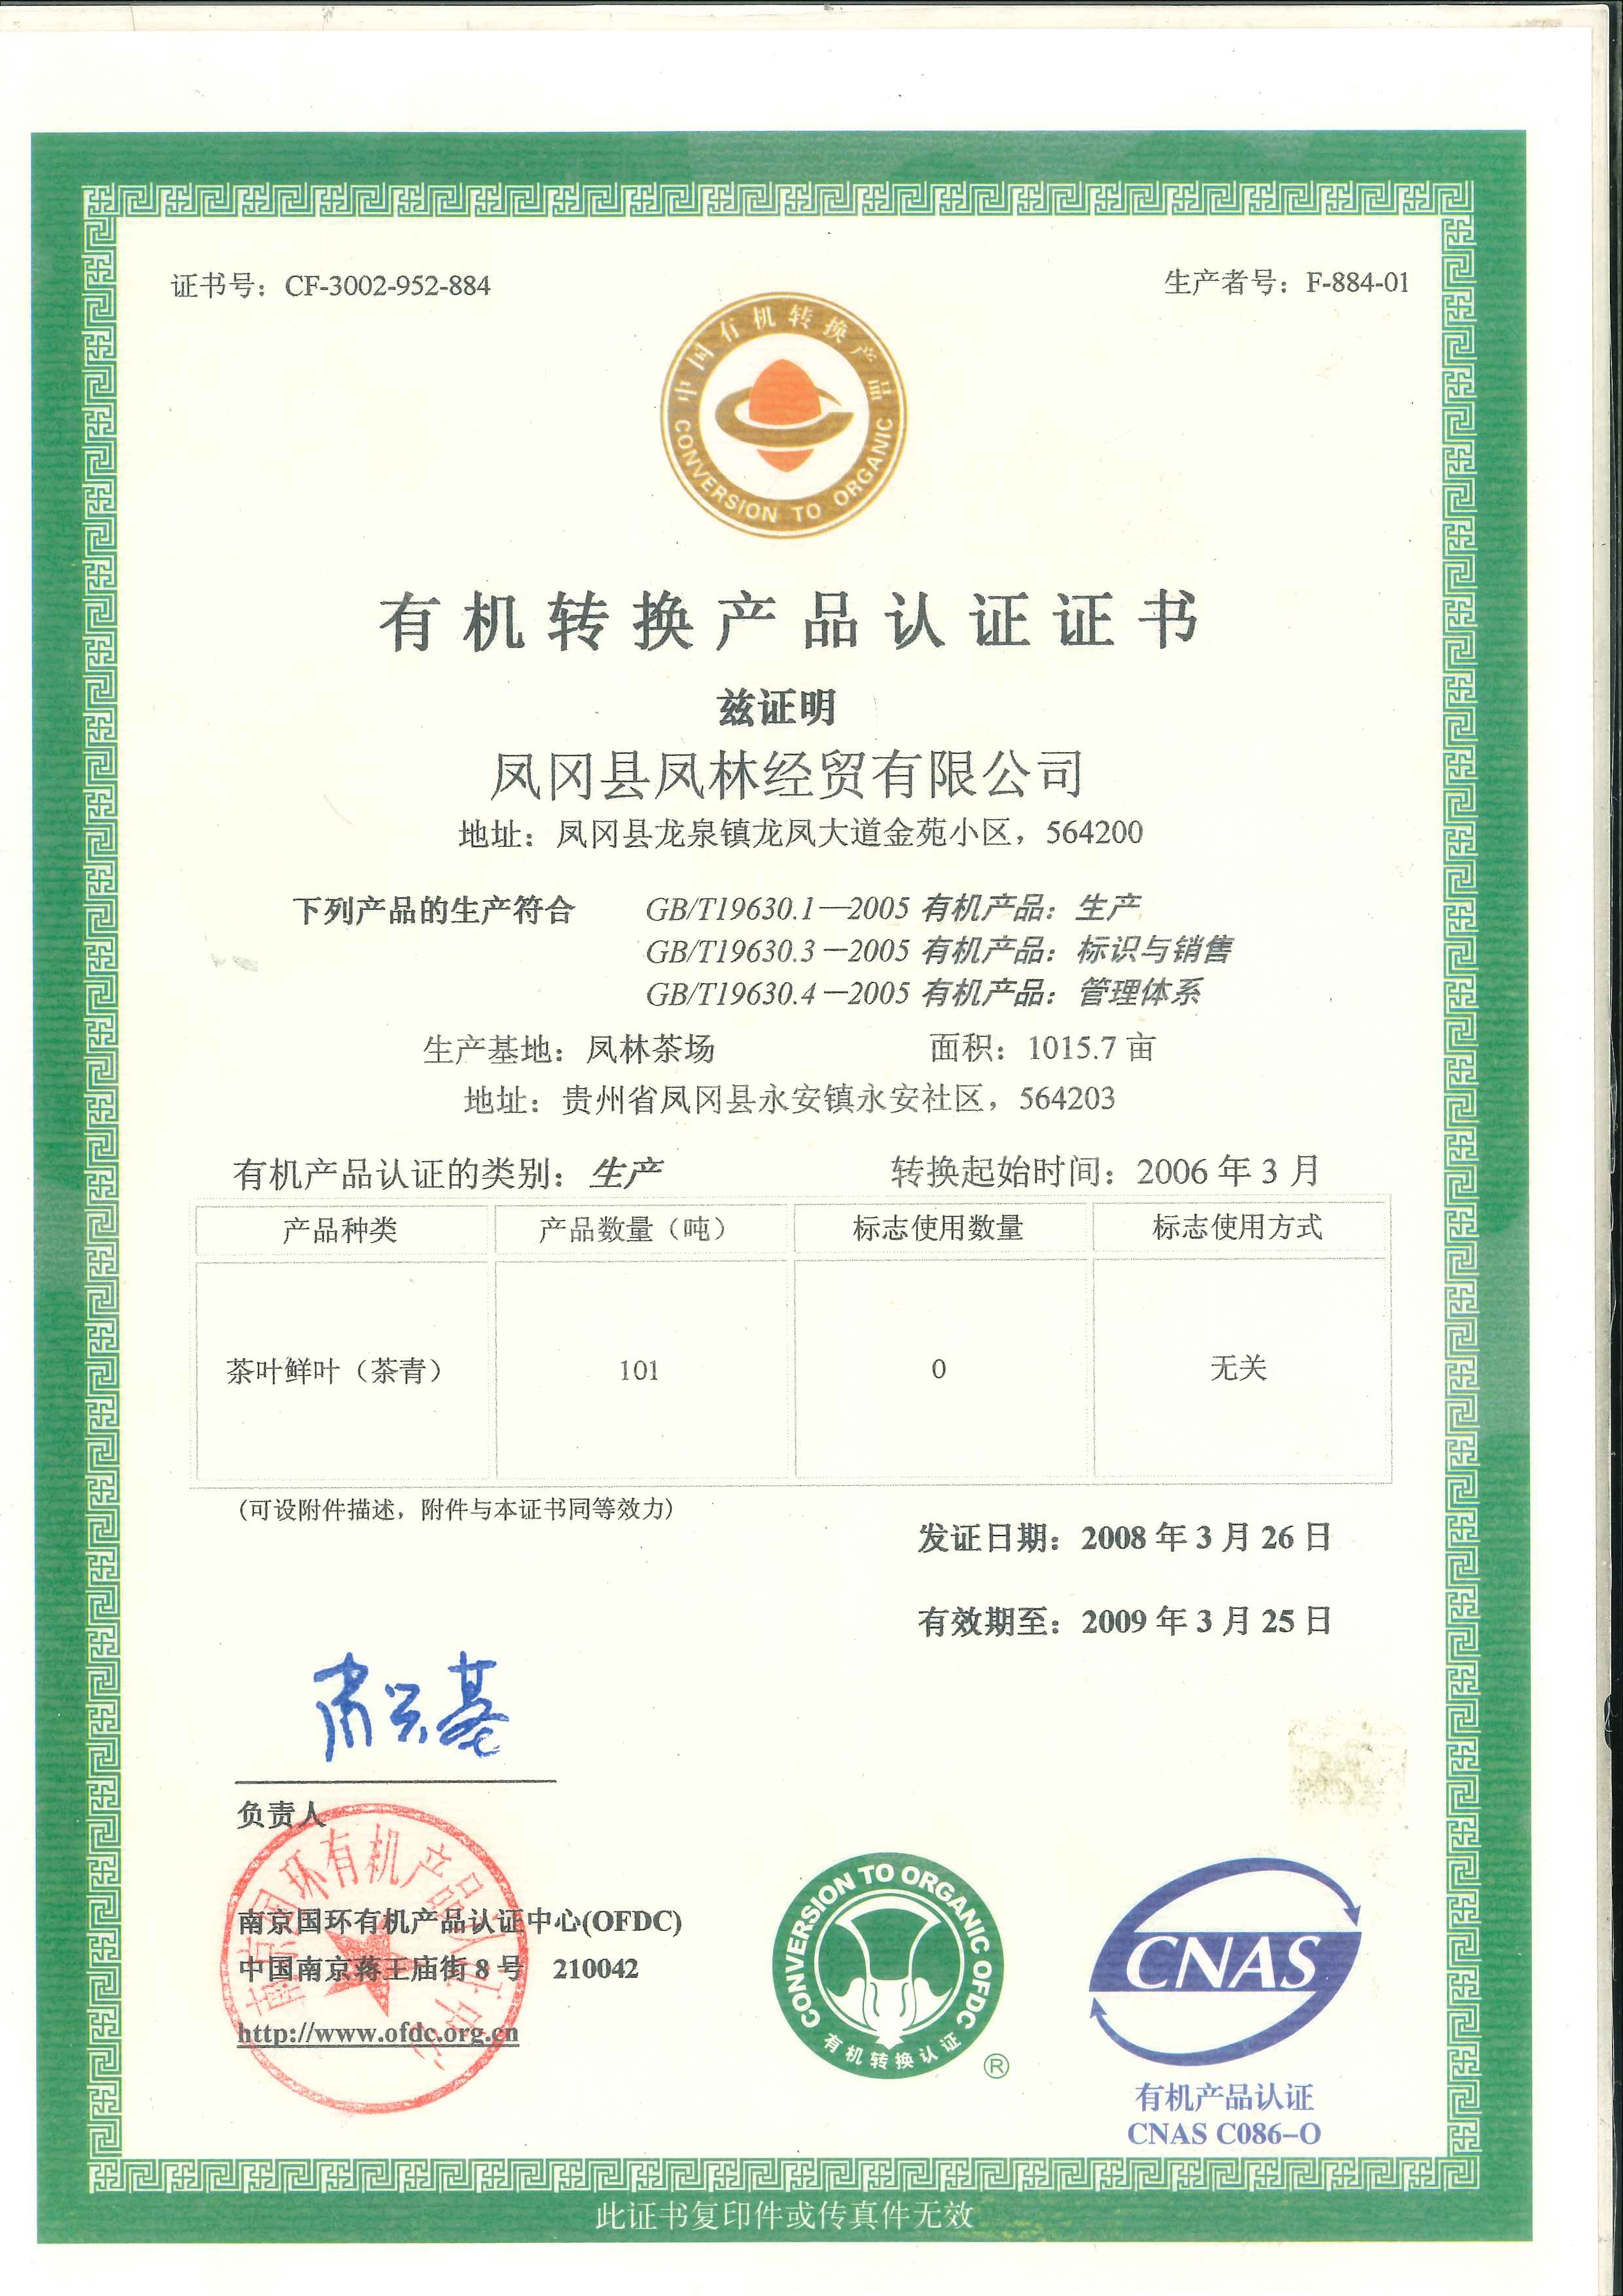 证书号：CF-3002-952-884
生产者号：F-884-01
中国有机转换产品
CONVERSION TO ORGANIC
有机转换产品认证证书
兹证明
凤冈县凤林经贸有限公司
地址：凤冈县龙泉镇龙凤大道金苑小区，564200
下列产品的生产符合 GB/T19630.1—2005 有机产品：生产
GB/T19630.3—2005 有机产品：标识与销售
GB/T19630.4—2005 有机产品：管理体系
生产基地：凤林茶场 面积：1015.7 亩
地址：贵州省凤冈县永安镇永安社区，564203
有机产品认证的类别：生产 转换起始时间：2006 年 3 月
产品种类 产品数量（吨） 标志使用数量 标志使用方式
茶叶鲜叶（茶青） 101 0 无关
(可设附件描述，附件与本证书同等效力)
发证日期：2008 年 3 月 26 日
有效期至：2009 年 3 月 25 日
肖兴基
负责人
南京国环有机产品认证中心
南京国环有机产品认证中心(OFDC)
中国南京蒋王庙街 8 号 210042
http://www.ofdc.org.cn
CONVERSION TO ORGANIC OFDC
有机转换认证
®
CNAS
有机产品认证
CNAS C086-O
此证书复印件或传真件无效